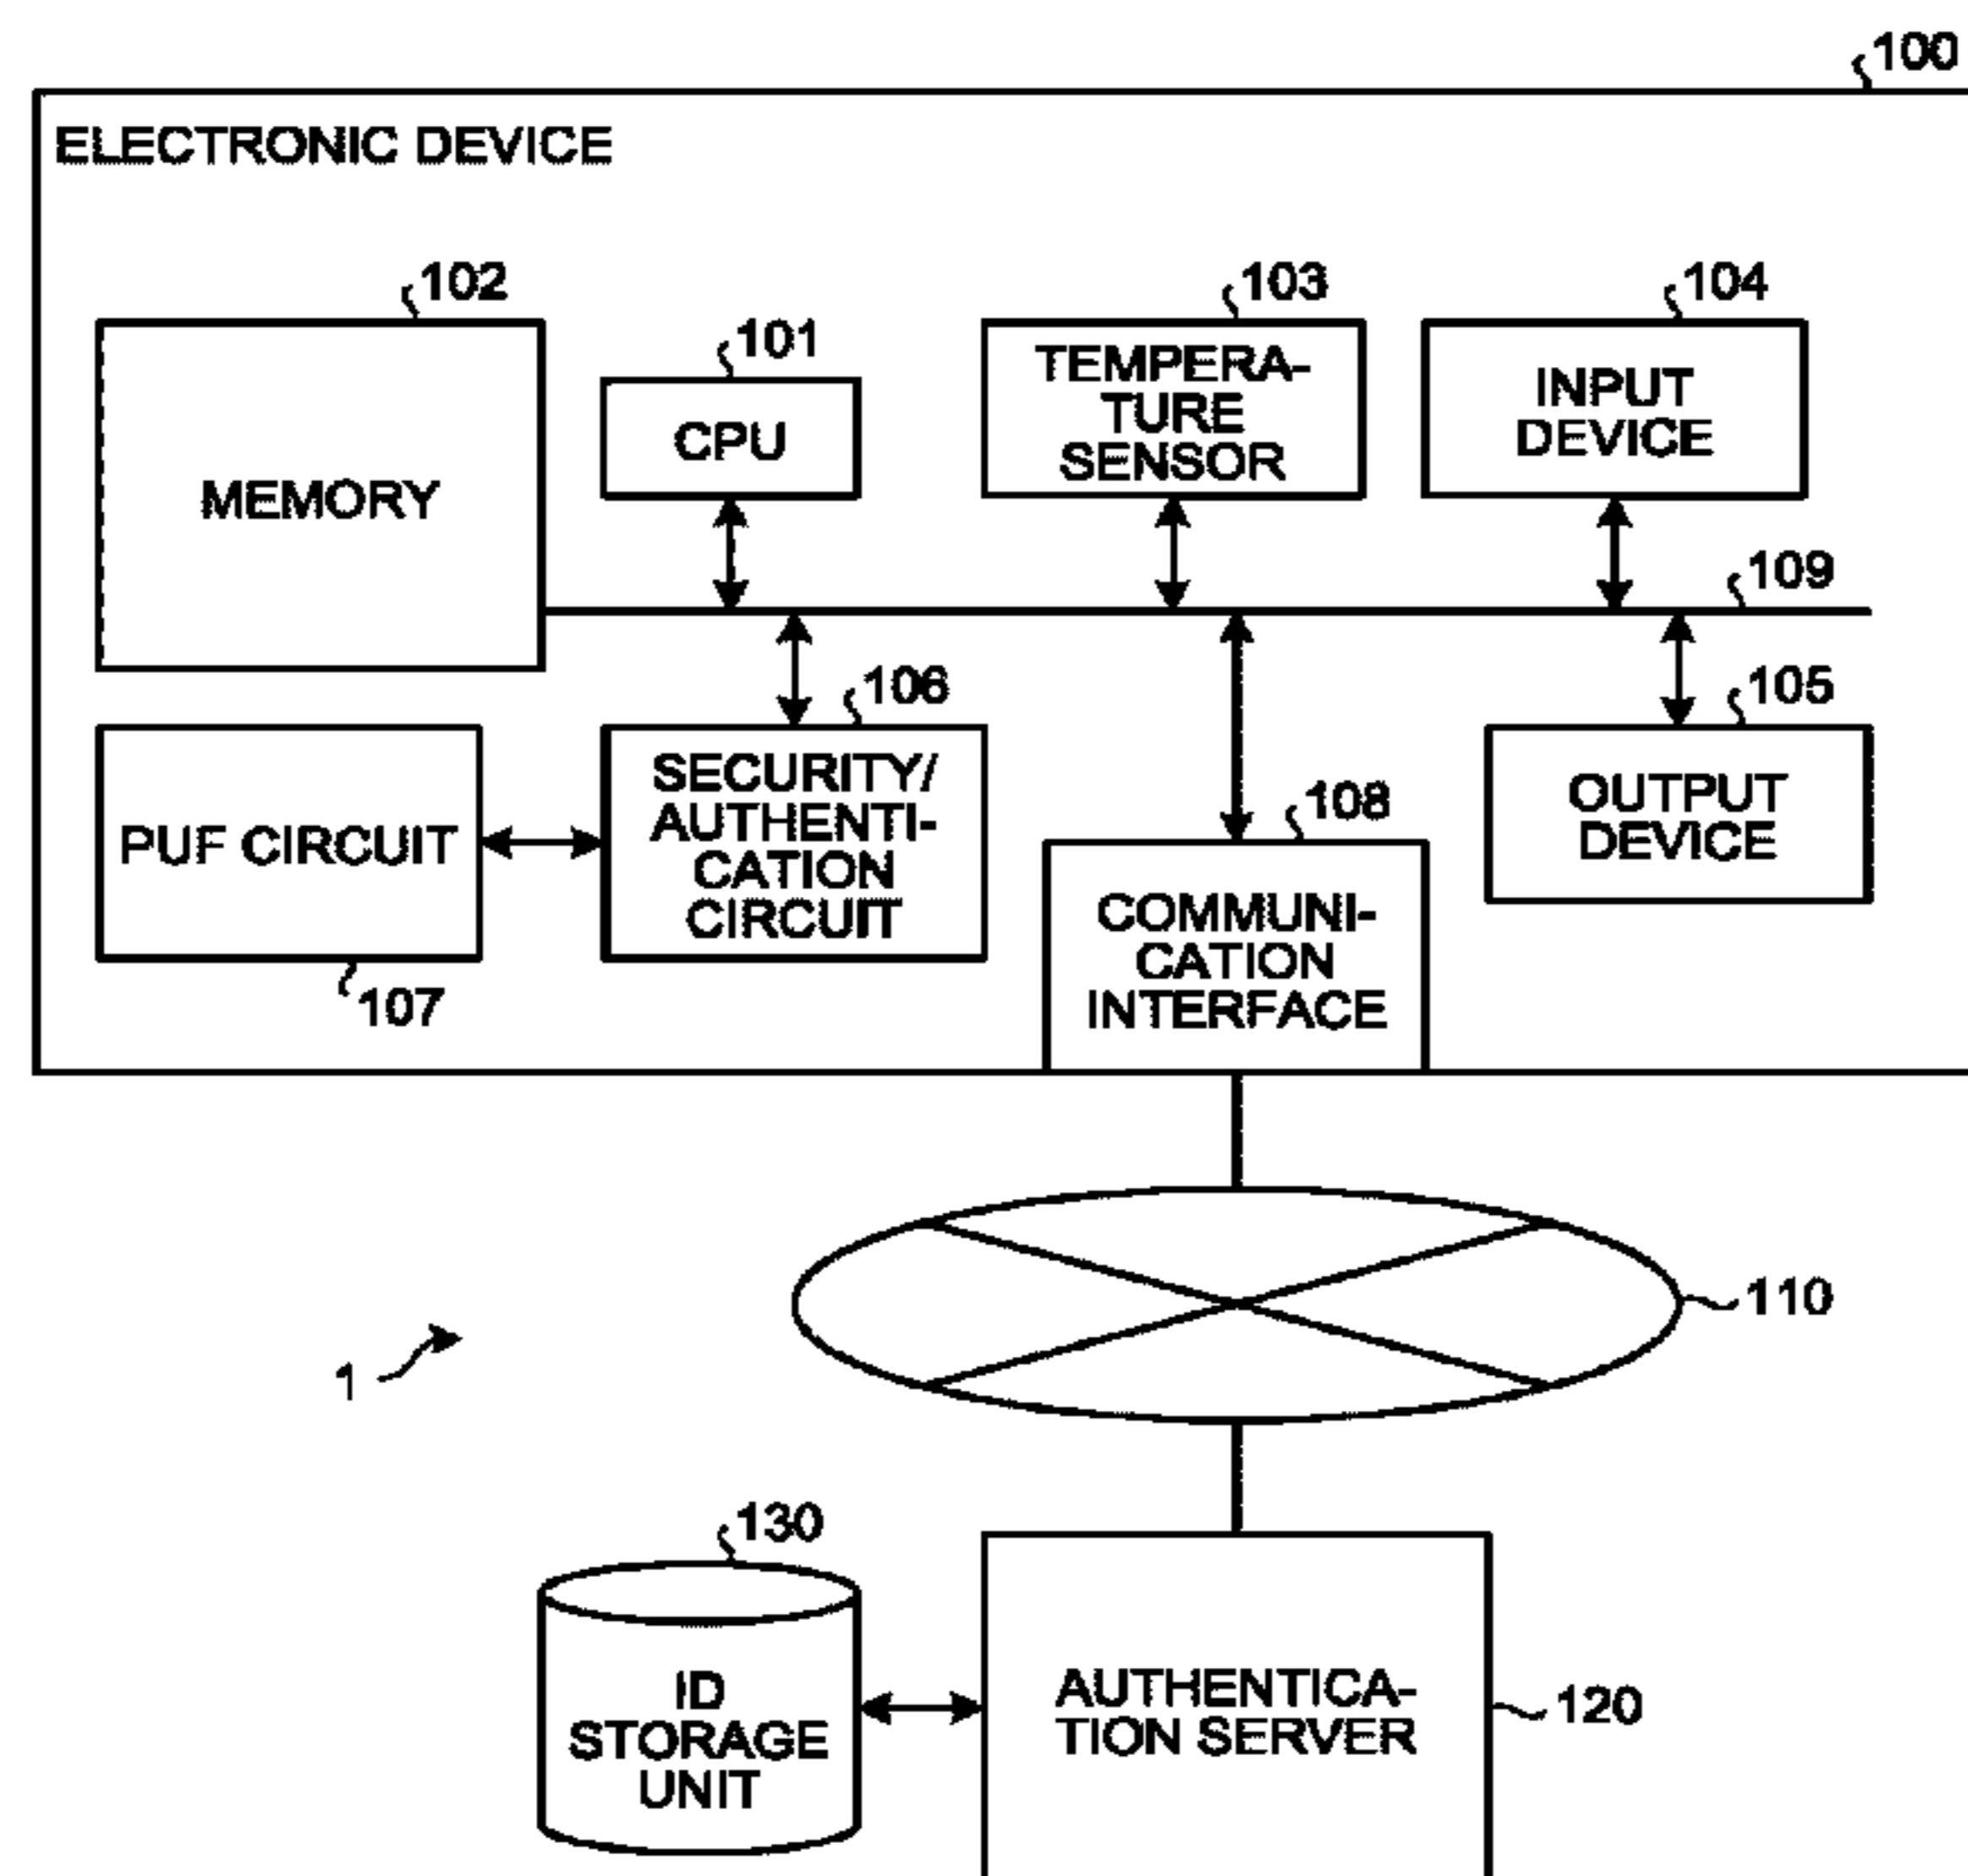 100
ELECTRONIC DEVICE
102
101
103
104
MEMORY
CPU
TEMPERA-
TURE
SENSOR
INPUT
DEVICE
109
106
105
PUF CIRCUIT
107
SECURITY/
AUTHENTI-
CATION
CIRCUIT
108
COMMUNI-
CATION
INTERFACE
OUTPUT
DEVICE
110
1
130
ID
STORAGE
UNIT
AUTHENTICA-
TION SERVER
120